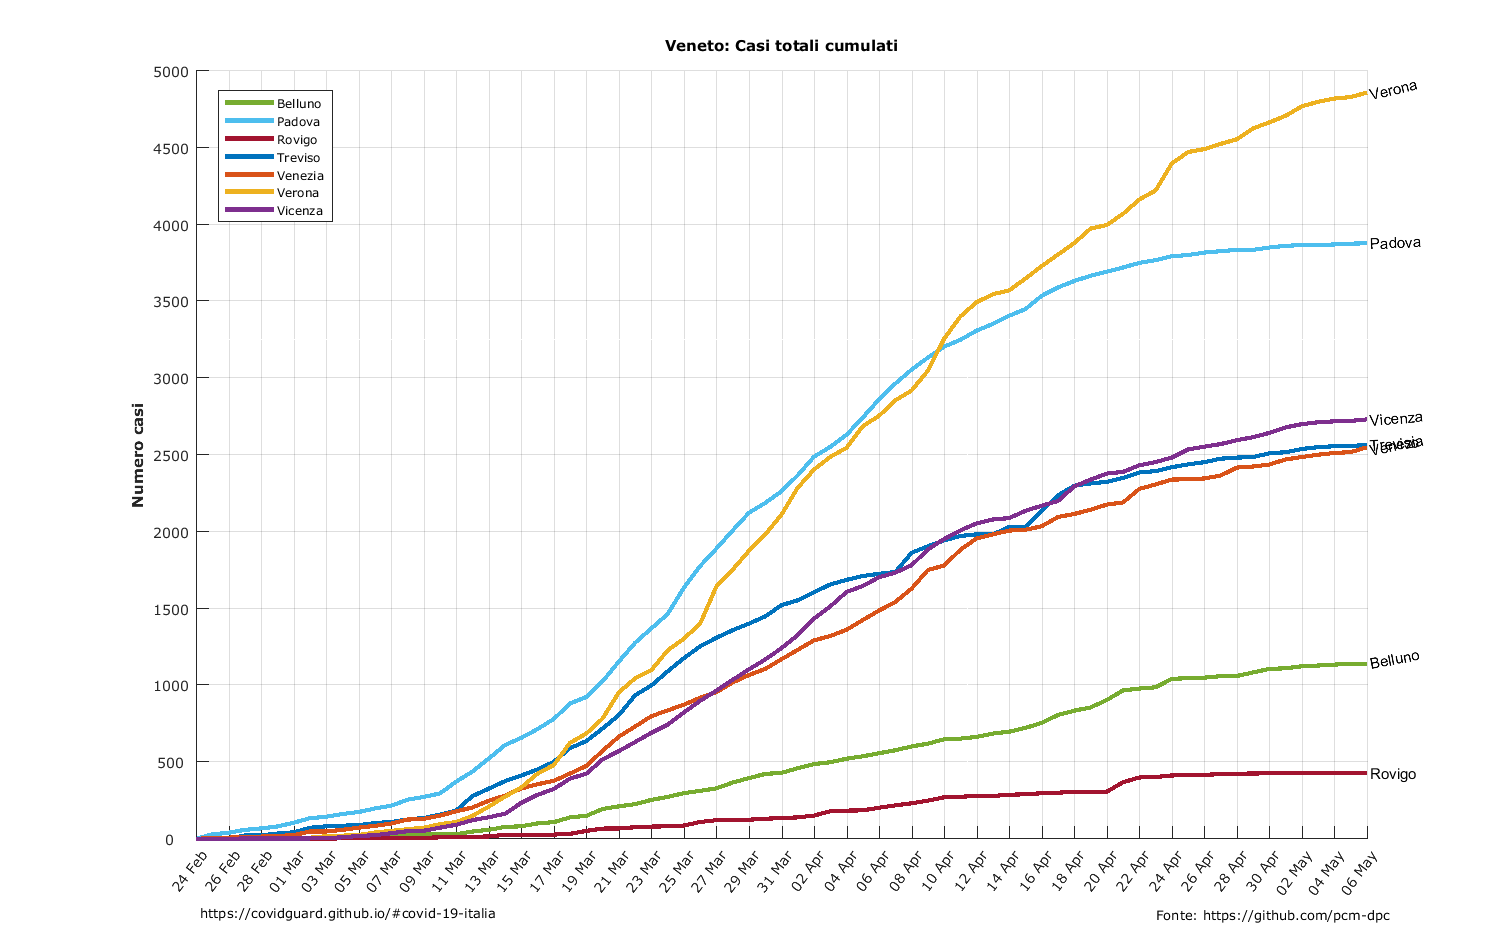 Veneto: Casi totali cumulati
Numero casi
5000
4500
4000
3500
3000
2500
2000
1500
1000
500
0
Belluno
Padova
Rovigo
Treviso
Venezia
Verona
Vicenza
Verona
Padova
Vicenza
Treviso
Venezia
Belluno
Rovigo
24 Feb
26 Feb
28 Feb
01 Mar
03 Mar
05 Mar
07 Mar
09 Mar
11 Mar
13 Mar
15 Mar
17 Mar
19 Mar
21 Mar
23 Mar
25 Mar
27 Mar
29 Mar
31 Mar
02 Apr
04 Apr
06 Apr
08 Apr
10 Apr
12 Apr
14 Apr
16 Apr
18 Apr
20 Apr
22 Apr
24 Apr
26 Apr
28 Apr
30 Apr
02 May
04 May
06 May
https://covidguard.github.io/#covid-19-italia
Fonte: https://github.com/pcm-dpc